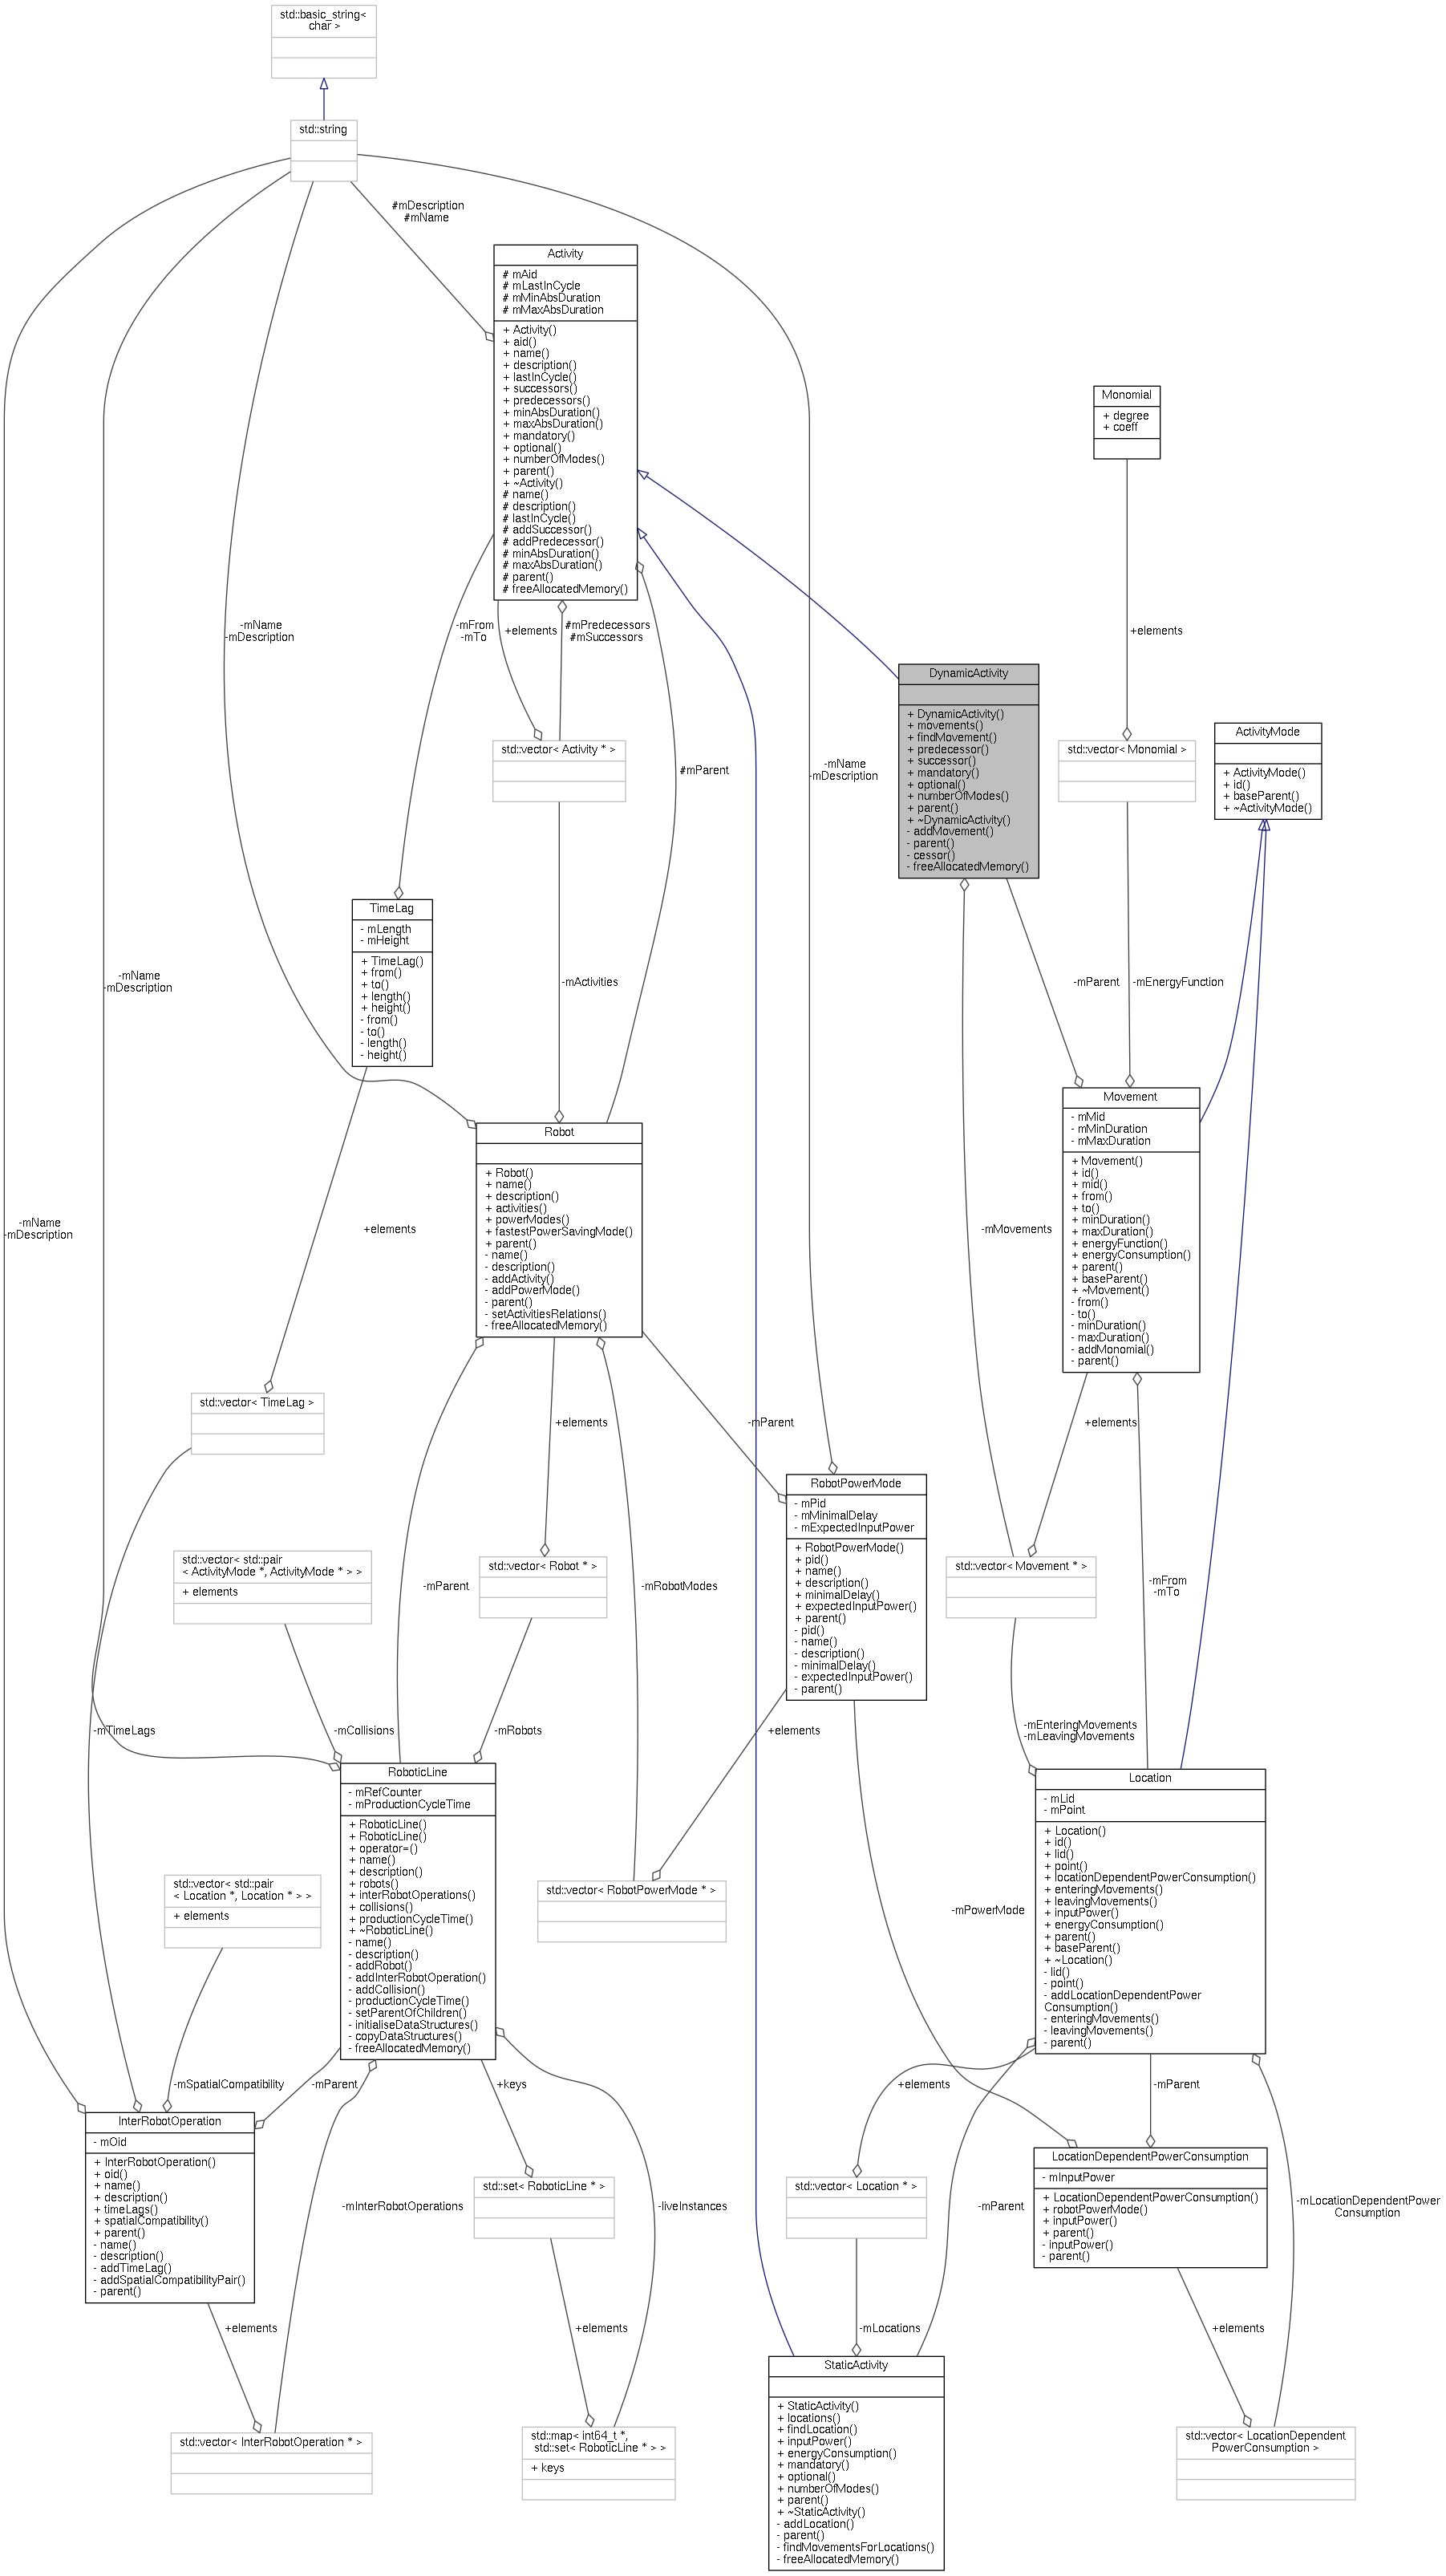 std::basic_string<
char >
std::string
#mDescription
#mName
Activity
# mAid
# mLastInCycle
# mMinAbsDuration
# mMaxAbsDuration
+ Activity()
+ aid()
+ name()
+ description()
+ lastInCycle()
+ successors()
+ predecessors()
+ minAbsDuration()
+ maxAbsDuration()
+ mandatory()
+ optional()
+ numberOfModes()
+ parent()
+ ~Activity()
# name()
# description()
# lastInCycle()
# addSuccessor()
# addPredecessor()
# minAbsDuration()
# maxAbsDuration()
# parent()
# freeAllocatedMemory()
Monomial
+ degree
+ coeff
-mName
-mDescription
-mFrom
-mTo
+elements
#mPredecessors
#mSuccessors
+elements
DynamicActivity
+ DynamicActivity()
+ movements()
+ findMovement()
+ predecessor()
+ successor()
+ mandatory()
+ optional()
+ numberOfModes()
+ parent()
+ ~DynamicActivity()
- addMovement()
- parent()
- cessor()
- freeAllocatedMemory()
std::vector< Activity * >
#mParent
-mName
-mDescription
std::vector< Monomial >
ActivityMode
+ ActivityMode()
+ id()
+ baseParent()
+ ~ActivityMode()
TimeLag
- mLength
- mHeight
+ TimeLag()
+ from()
+ to()
+ length()
+ height()
- from()
- to()
- length()
- height()
-mName
-mDescription
-mActivities
-mParent
-mEnergyFunction
Robot
+ Robot()
+ name()
+ description()
+ activities()
+ powerModes()
+ fastestPowerSavingMode()
+ parent()
- name()
- description()
- addActivity()
- addPowerMode()
- parent()
- setActivitiesRelations()
- freeAllocatedMemory()
Movement
- mMid
- mMinDuration
- mMaxDuration
+ Movement()
+ id()
+ mid()
+ from()
+ to()
+ minDuration()
+ maxDuration()
+ energyFunction()
+ energyConsumption()
+ parent()
+ baseParent()
+ ~Movement()
- from()
- to()
- minDuration()
- maxDuration()
- addMonomial()
- parent()
-mName
-mDescription
+elements
-mMovements
std::vector< TimeLag >
+elements
-mParent
+elements
RobotPowerMode
- mPid
- mMinimalDelay
- mExpectedInputPower
+ RobotPowerMode()
+ pid()
+ name()
+ description()
+ minimalDelay()
+ expectedInputPower()
+ parent()
- pid()
- name()
- description()
- minimalDelay()
- expectedInputPower()
- parent()
std::vector< std::pair
< ActivityMode *, ActivityMode * > >
+ elements
-mParent
std::vector< Robot * >
-mRobotModes
std::vector< Movement * >
-mFrom
-mTo
-mTimeLags
-mCollisions
-mRobots
+elements
-mEnteringMovements
-mLeavingMovements
RoboticLine
- mRefCounter
- mProductionCycleTime
+ RoboticLine()
+ RoboticLine()
+ operator=()
+ name()
+ description()
+ robots()
+ interRobotOperations()
+ collisions()
+ productionCycleTime()
+ ~RoboticLine()
- name()
- description()
- addRobot()
- addInterRobotOperation()
- addCollision()
- productionCycleTime()
- setParentOfChildren()
- initialiseDataStructures()
- copyDataStructures()
- freeAllocatedMemory()
Location
- mLid
- mPoint
+ Location()
+ id()
+ lid()
+ point()
+ locationDependentPowerConsumption()
+ enteringMovements()
+ leavingMovements()
+ inputPower()
+ energyConsumption()
+ parent()
+ baseParent()
+ ~Location()
- lid()
- point()
- addLocationDependentPower
Consumption()
- enteringMovements()
- leavingMovements()
- parent()
std::vector< std::pair
< Location *, Location * > >
+ elements
std::vector< RobotPowerMode * >
-mPowerMode
-mSpatialCompatibility
-mParent
+keys
+elements
-mParent
InterRobotOperation
- mOid
+ InterRobotOperation()
+ oid()
+ name()
+ description()
+ timeLags()
+ spatialCompatibility()
+ parent()
- name()
- description()
- addTimeLag()
- addSpatialCompatibilityPair()
- parent()
-mInterRobotOperations
std::set< RoboticLine * >
-liveInstances
std::vector< Location * >
-mParent
LocationDependentPowerConsumption
- mInputPower
+ LocationDependentPowerConsumption()
+ robotPowerMode()
+ inputPower()
+ parent()
- inputPower()
- parent()
-mLocationDependentPower
Consumption
+elements
+elements
-mLocations
+elements
StaticActivity
+ StaticActivity()
+ locations()
+ findLocation()
+ inputPower()
+ energyConsumption()
+ mandatory()
+ optional()
+ numberOfModes()
+ parent()
+ ~StaticActivity()
- addLocation()
- parent()
- findMovementsForLocations()
- freeAllocatedMemory()
std::vector< InterRobotOperation * >
std::map< int64_t *,
std::set< RoboticLine * > >
+ keys
std::vector< LocationDependent
PowerConsumption >